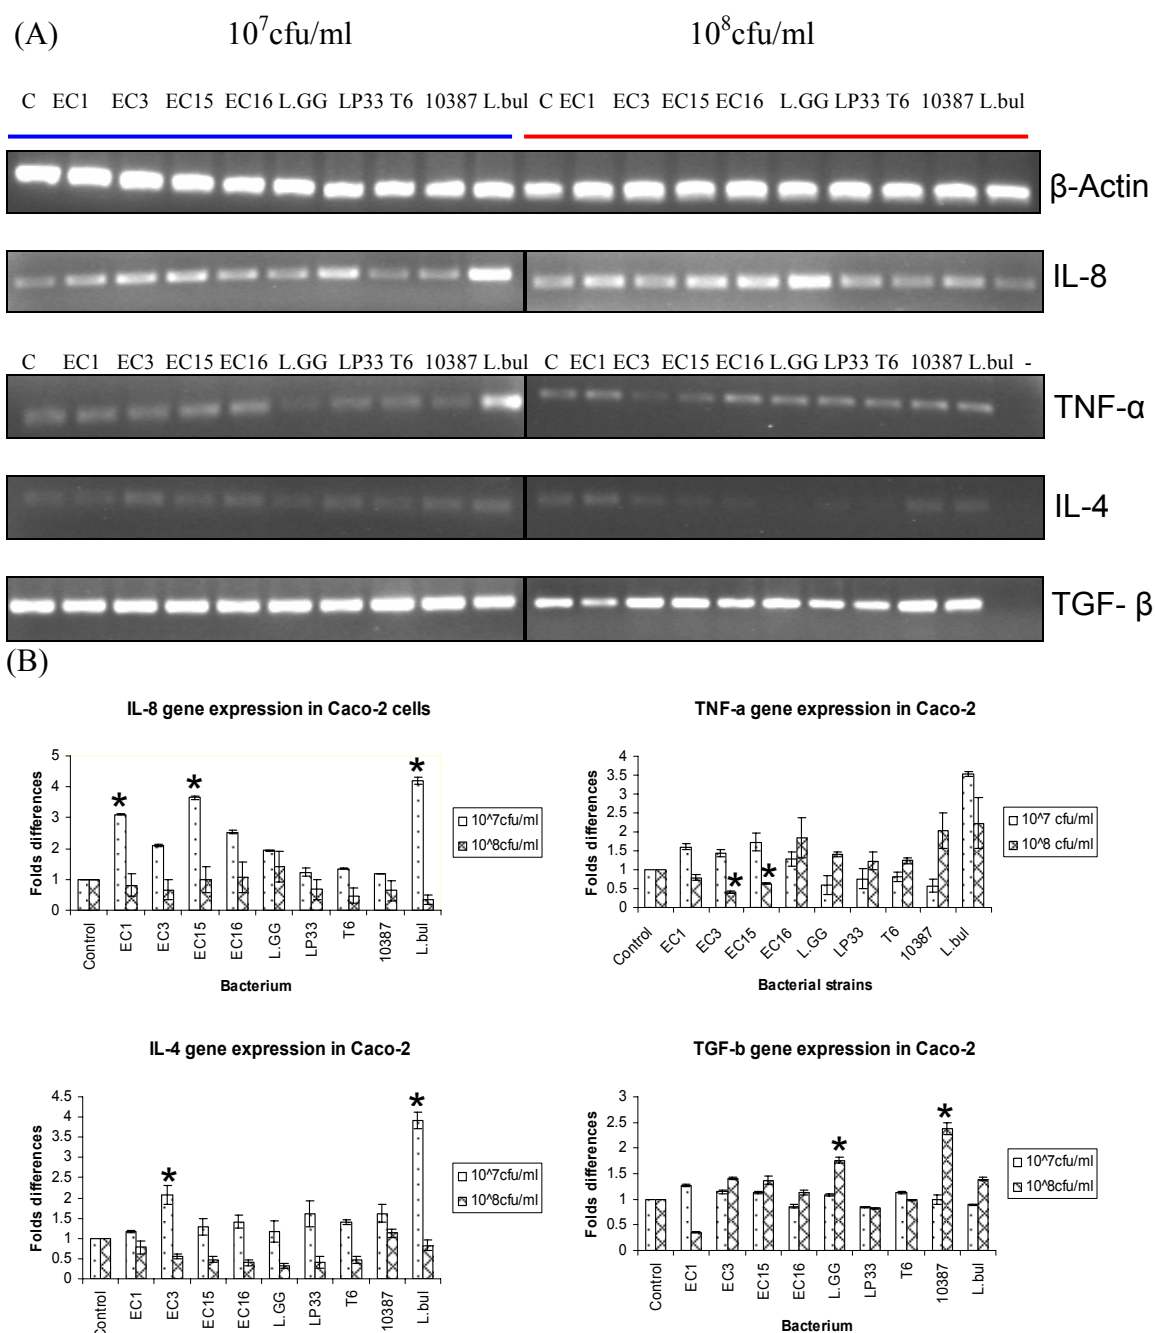 (A) 10^7cfu/ml 10^8cfu/ml
C EC1 EC3 EC15 EC16 L.GG LP33 T6 10387 L.bul C EC1 EC3 EC15 EC16 L.GG LP33 T6 10387 L.bul
β-Actin
IL-8
C EC1 EC3 EC15 EC16 L.GG LP33 T6 10387 L.bul C EC1 EC3 EC15 EC16 L.GG LP33 T6 10387 L.bul -
TNF-α
IL-4
TGF- β
(B)
IL-8 gene expression in Caco-2 cells
Folds differences
5
4
3
2
1
0
* * *
Control EC1 EC3 EC15 EC16 L.GG LP33 T6 10387 L.bul
Bacterium
10^7cfu/ml
10^8cfu/ml
TNF-a gene expression in Caco-2
Folds differences
4
3.5
3
2.5
2
1.5
1
0.5
0
* *
Control EC1 EC3 EC15 EC16 L.GG LP33 T6 10387 L.bul
Bacterial strains
10^7 cfu/ml
10^8 cfu/ml
IL-4 gene expression in Caco-2
Folds differences
4.5
4
3.5
3
2.5
2
1.5
1
0.5
0
* *
Control EC1 EC3 EC15 EC16 L.GG LP33 T6 10387 L.bul
10^7cfu/ml
10^8cfu/ml
TGF-b gene expression in Caco-2
Folds differences
3
2.5
2
1.5
1
0.5
0
* *
Control EC1 EC3 EC15 EC16 L.GG LP33 T6 10387 L.bul
Bacterium
10^7cfu/ml
10^8cfu/ml